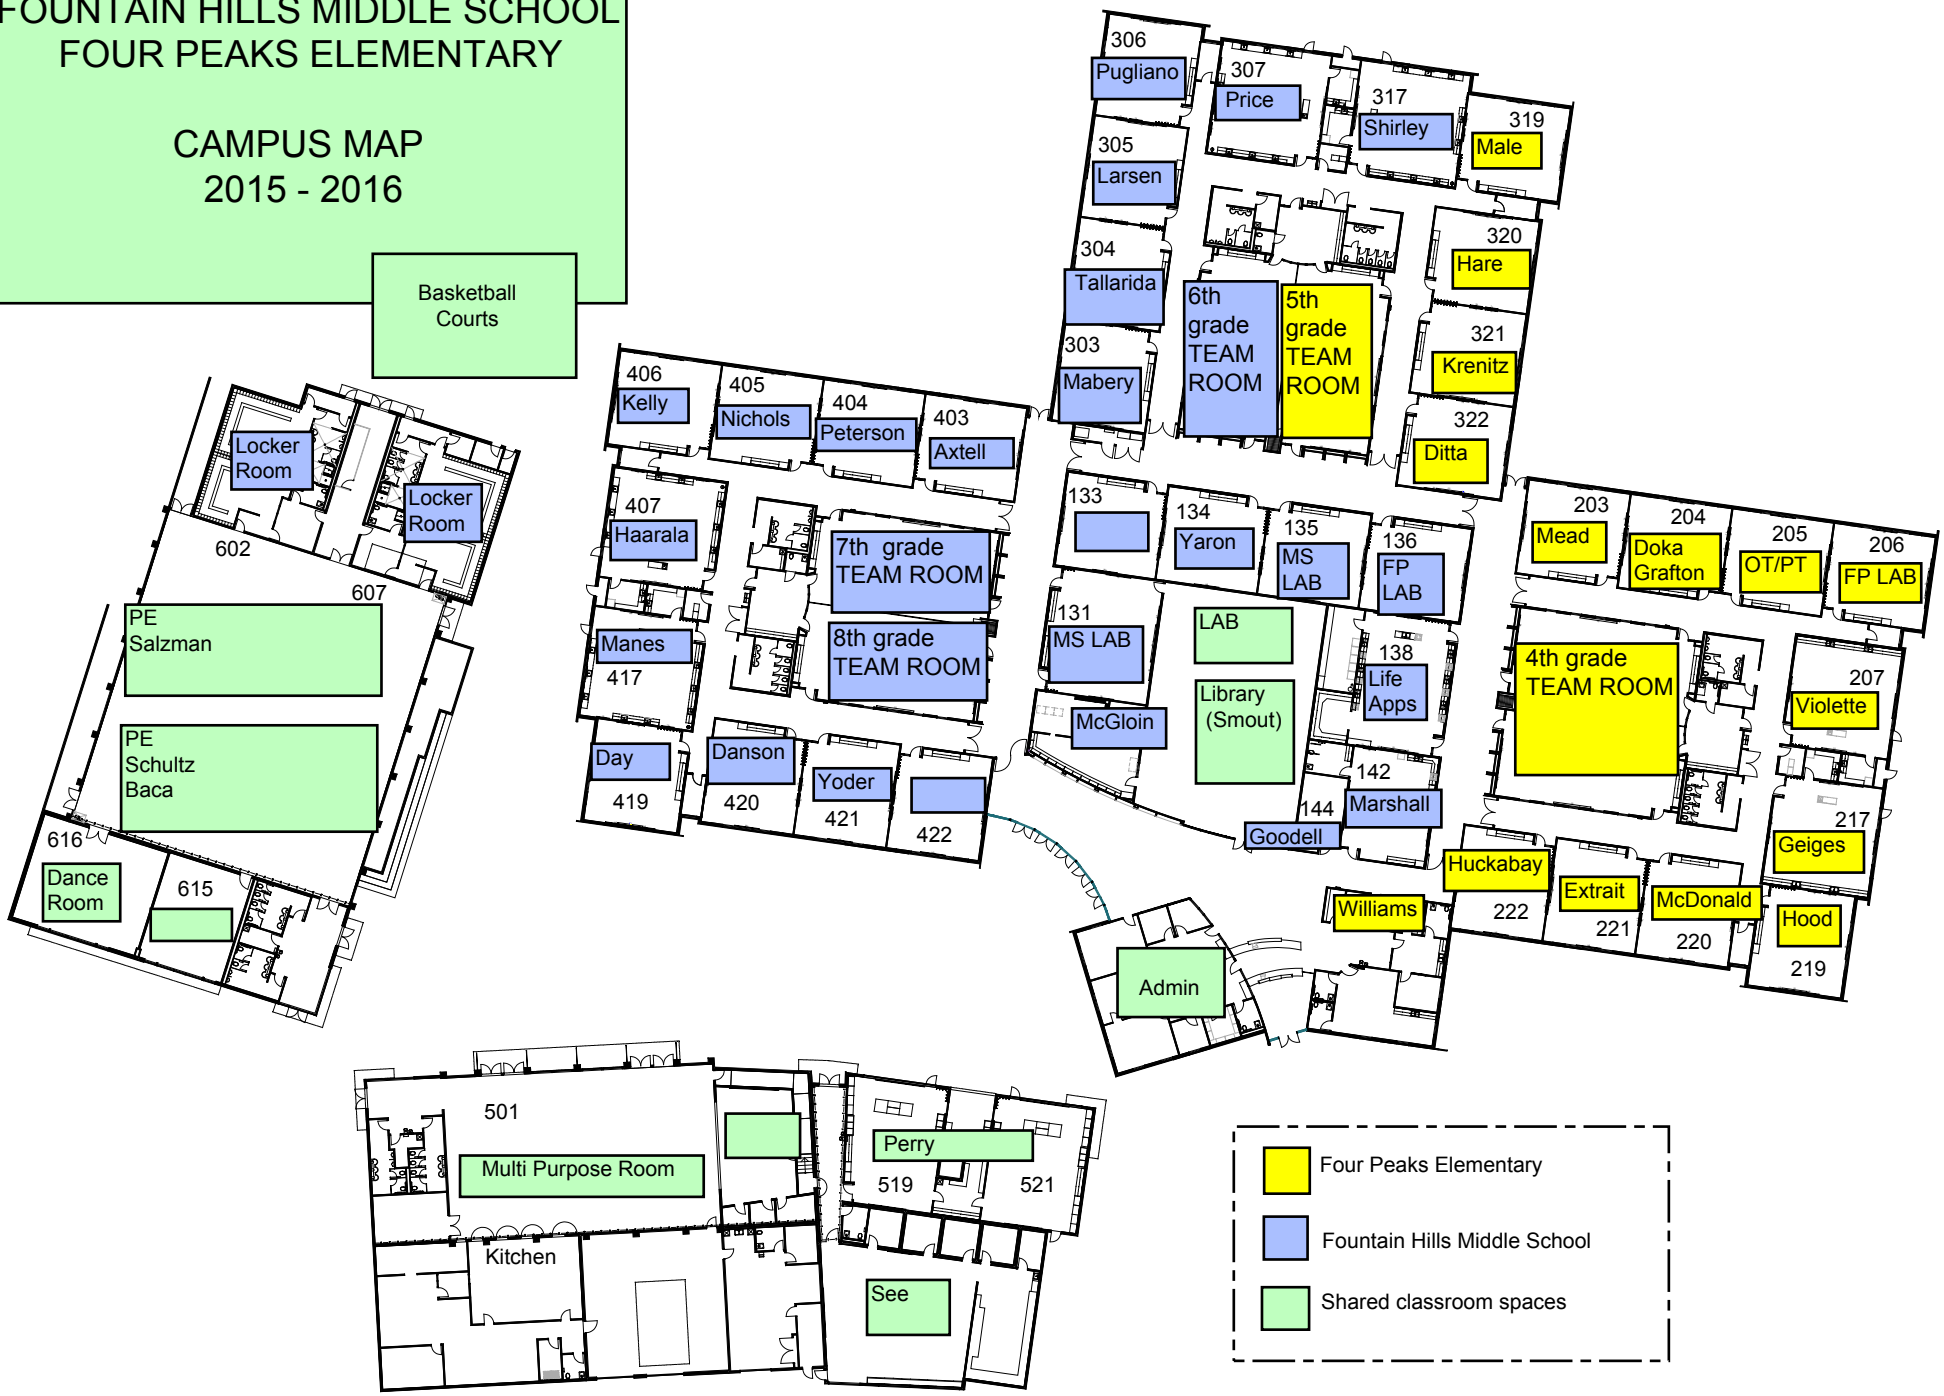 FOUNTAIN HILLS MIDDLE SCHOOL
FOUR PEAKS ELEMENTARY
CAMPUS MAP
2015 - 2016
Basketball
Courts
306
Pugliano
307
Price
317
Shirley
319
Male
305
Larsen
304
Tallarida
303
Mabery
320
Hare
321
Krenitz
322
Ditta
6th
grade
TEAM
ROOM
5th
grade
TEAM
ROOM
406
Kelly
405
Nichols
404
Peterson
403
Axtell
407
Haarala
7th grade
TEAM ROOM
8th grade
TEAM ROOM
Manes
417
Day
419
Danson
420
Yoder
421
422
Locker
Room
Locker
Room
602
607
PE
Salzman
PE
Schultz
Baca
616
Dance
Room
615
133
134
Yaron
135
MS
LAB
136
FP
LAB
131
MS LAB
McGloin
LAB
Library
(Smout)
138
Life
Apps
142
Marshall
144
Goodell
203
Mead
204
Doka
Grafton
205
OT/PT
206
FP LAB
4th grade
TEAM ROOM
207
Violette
217
Geiges
Huckabay
222
Extrait
221
McDonald
220
Hood
219
Williams
Admin
501
Multi Purpose Room
Kitchen
Perry
519
521
See
Four Peaks Elementary
Fountain Hills Middle School
Shared classroom spaces